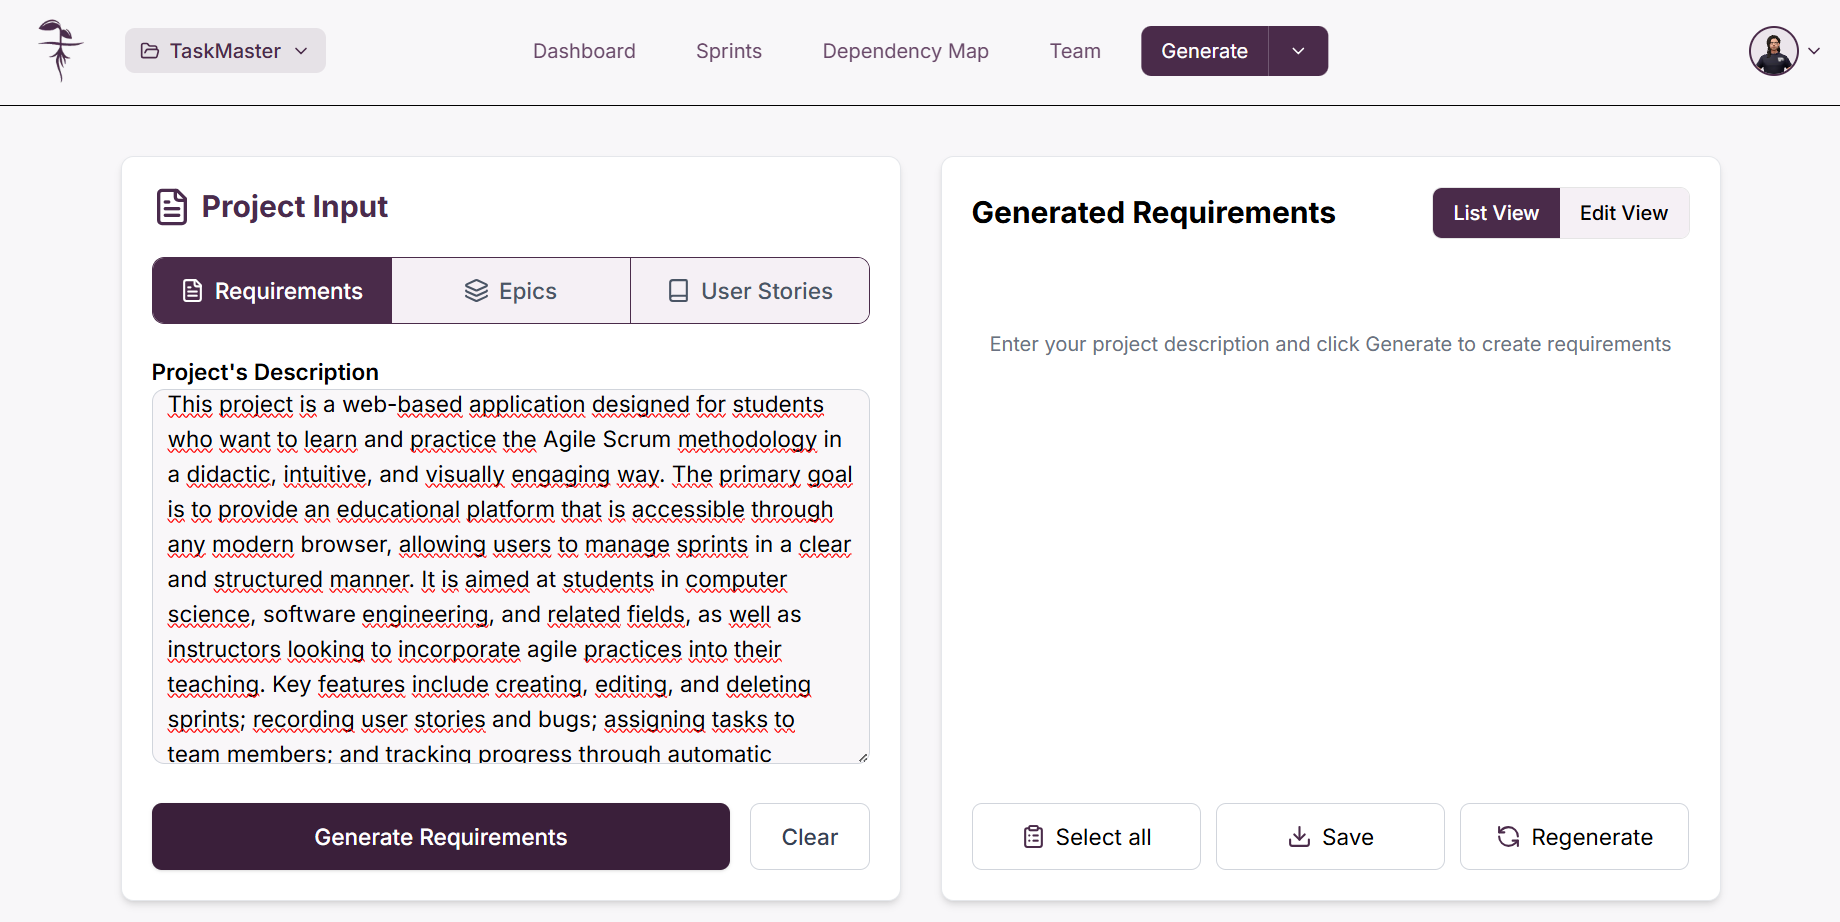 TaskMaster
Dashboard
Sprints
Dependency Map
Team
Generate
Project Input
Requirements
Epics
User Stories
Project's Description
This project is a web-based application designed for students
who want to learn and practice the Agile Scrum methodology in
a didactic, intuitive, and visually engaging way. The primary goal
is to provide an educational platform that is accessible through
any modern browser, allowing users to manage sprints in a clear
and structured manner. It is aimed at students in computer
science, software engineering, and related fields, as well as
instructors looking to incorporate agile practices into their
teaching. Key features include creating, editing, and deleting
sprints; recording user stories and bugs; assigning tasks to
team members; and tracking progress through automatic
Generate Requirements
Clear
Generated Requirements
List View
Edit View
Enter your project description and click Generate to create requirements
Select all
Save
Regenerate